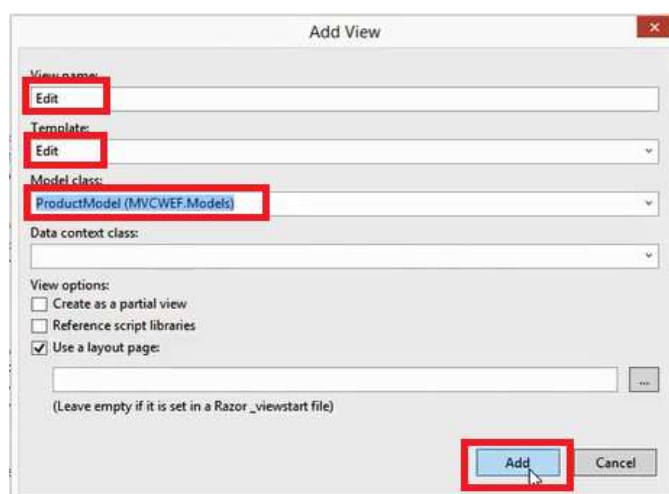 Add View
View name:
Edit
Template:
Edit
Model class:
ProductModel (MVCWEF.Models)
Data context class:
View options:
Create as a partial view
Reference script libraries
Use a layout page:
...
(Leave empty if it is set in a Razor _viewstart file)
Add
Cancel